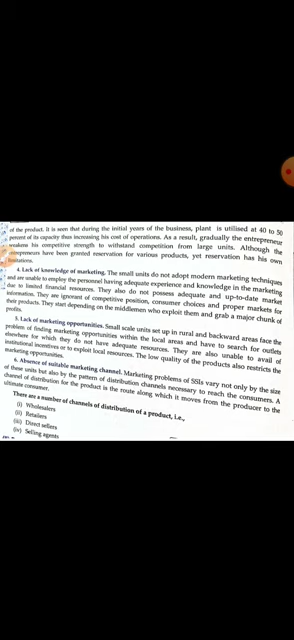 of the product. It is seen that during the initial years of the business, plant is utilised at 40 to 50
percent of its capacity thus increasing his cost of operations. As a result, gradually the entrepreneur
weakens his competitive strength to withstand competition from large units. Although the
entrepreneurs have been granted reservation for various products, yet reservation has his own
limitations.
4. Lack of knowledge of marketing. The small units do not adopt modern marketing techniques
and are unable to employ the personnel having adequate experience and knowledge in the marketing
due to limited financial resources. They also do not possess adequate and up-to-date market
information. They are ignorant of competitive position, consumer choices and proper markets for
their products. They start depending on the middlemen who exploit them and grab a major chunk of
profits.
5. Lack of marketing opportunities. Small scale units set up in rural and backward areas face the
problem of finding marketing opportunities within the local areas and have to search for outlets
elsewhere for which they do not have adequate resources. They are also unable to avail of
institutional incentives or to exploit local resources. The low quality of the products also restricts the
marketing opportunities.
6. Absence of suitable marketing channel. Marketing problems of SSIs vary not only by the size
of these units but also by the pattern of distribution channels necessary to reach the consumers. A
channel of distribution for the product is the route along which it moves from the producer to the
ultimate consumer.
There are a number of channels of distribution of a product, i.e.,
(i) Wholesalers
(ii) Retailers
(iii) Direct sellers
(iv) Selling agents